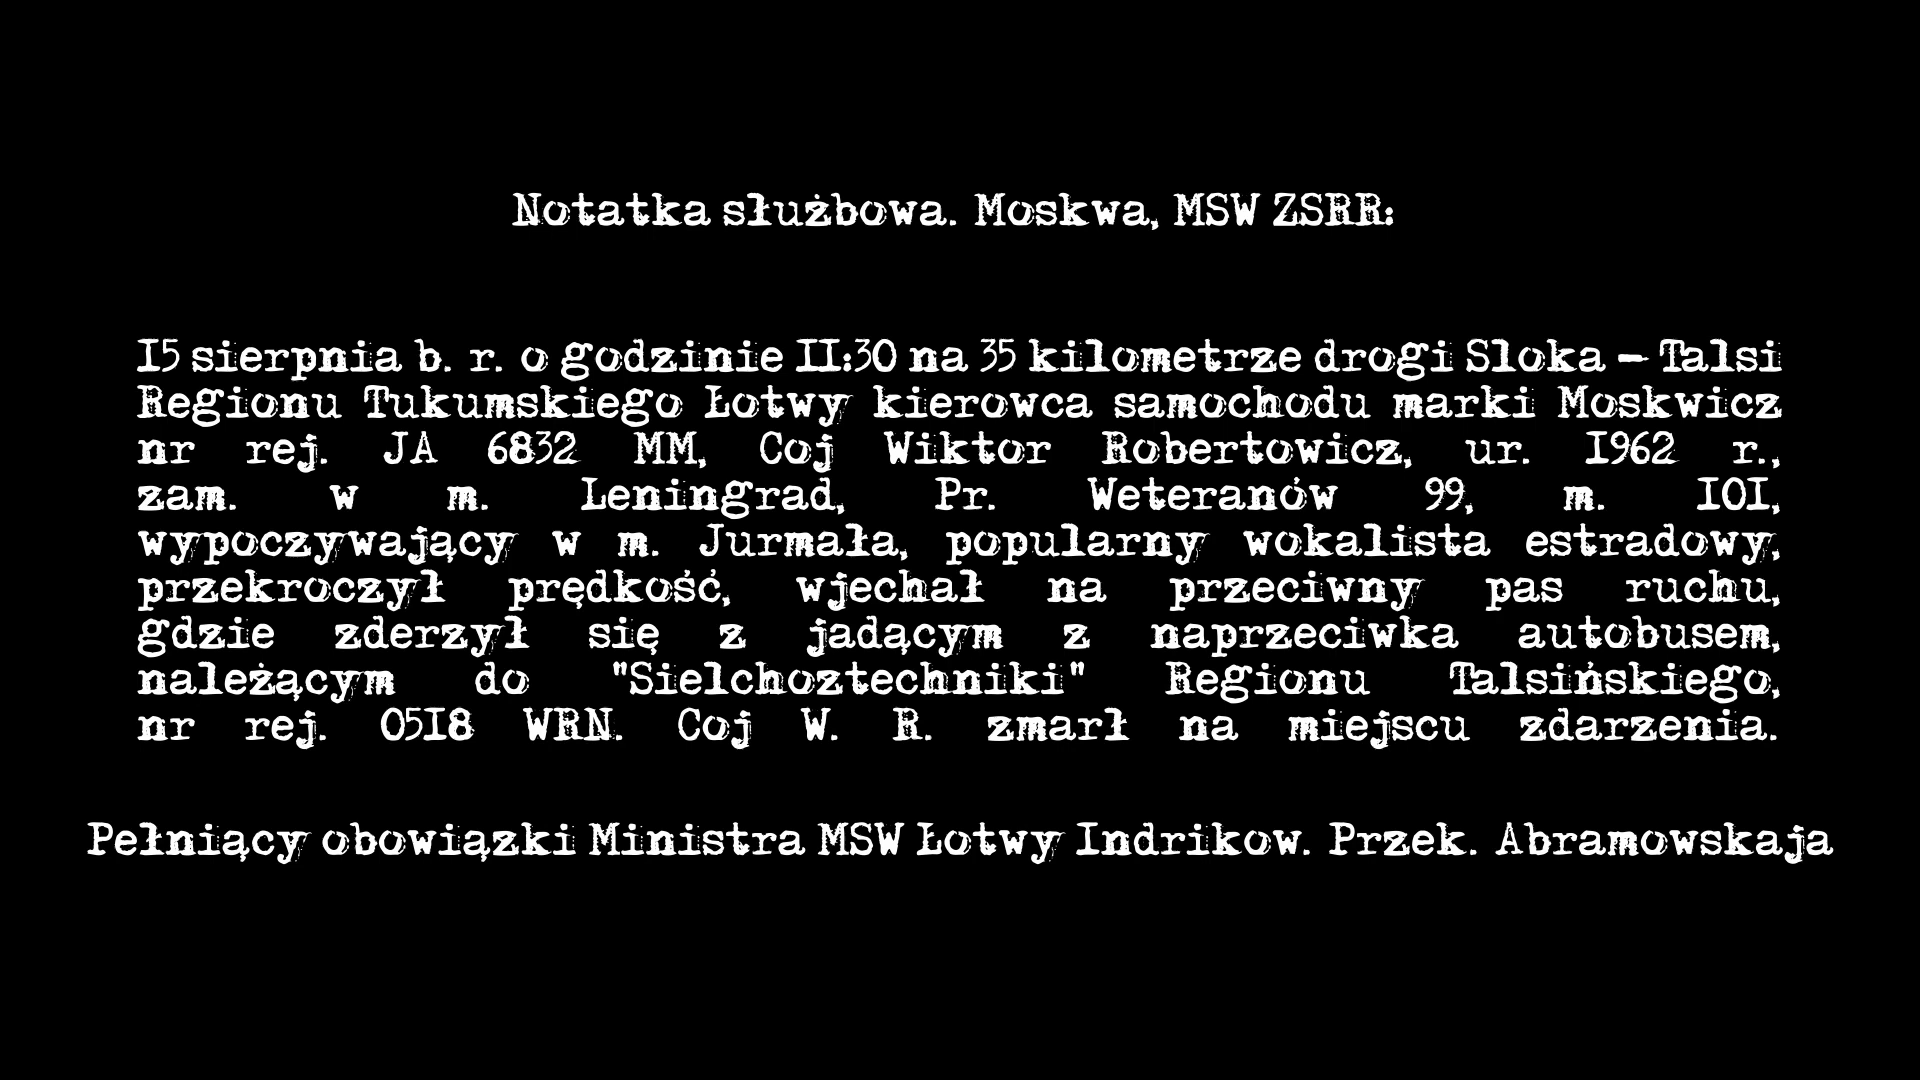 Notatka służbowa. Moskwa, MSW ZSRR:
15 sierpnia b. r. o godzinie 11:30 na 35 kilometrze drogi Sloka - Talsi
Regionu Tukumskiego Łotwy kierowca samochodu marki Moskwicz
nr rej. JA 6832 MM, Coj Wiktor Robertowicz, ur. 1962 r.,
zam. w m. Leningrad, Pr. Weteranów 99, m. 101,
wypoczywający w m. Jurmała, popularny wokalista estradowy,
przekroczył prędkość, wjechał na przeciwny pas ruchu,
gdzie zderzył się z jadącym z naprzeciwka autobusem,
należącym do "Sielchoztechniki" Regionu Talsińskiego,
nr rej. 0518 WRN. Coj W. R. zmarł na miejscu zdarzenia.
Pełniący obowiązki Ministra MSW Łotwy Indrikow. Przek. Abramowskaja